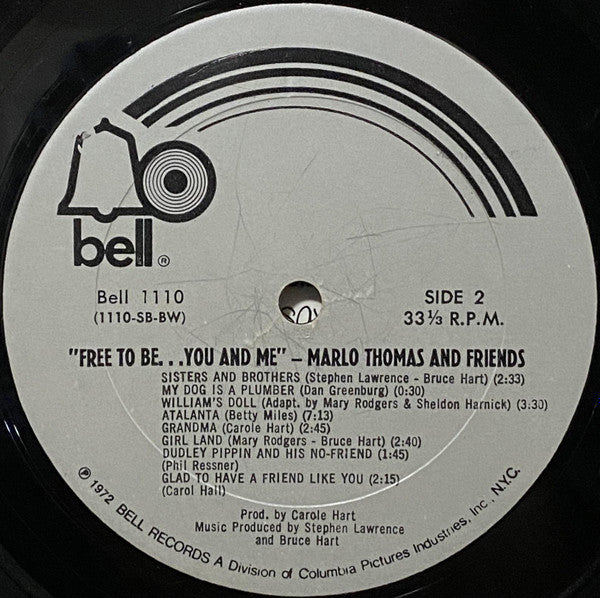 bell®
Bell 1110
(1110-SB-BW)
SIDE 2
33⅓ R.P.M.
"FREE TO BE. . .YOU AND ME" – MARLO THOMAS AND FRIENDS
SISTERS AND BROTHERS (Stephen Lawrence - Bruce Hart) (2:33)
MY DOG IS A PLUMBER (Dan Greenburg) (0:30)
WILLIAM'S DOLL (Adapt. by Mary Rodgers & Sheldon Harnick) (3:30)
ATALANTA (Betty Miles) (7:13)
GRANDMA (Carole Hart) (2:45)
GIRL LAND (Mary Rodgers - Bruce Hart) (2:40)
DUDLEY PIPPIN AND HIS NO-FRIEND (1:45)
(Phil Ressner)
GLAD TO HAVE A FRIEND LIKE YOU (2:15)
(Carol Hall)
Prod. by Carole Hart
Music Produced by Stephen Lawrence
and Bruce Hart
℗ 1972 BELL RECORDS A Division of Columbia Pictures Industries, Inc., N.Y.C.